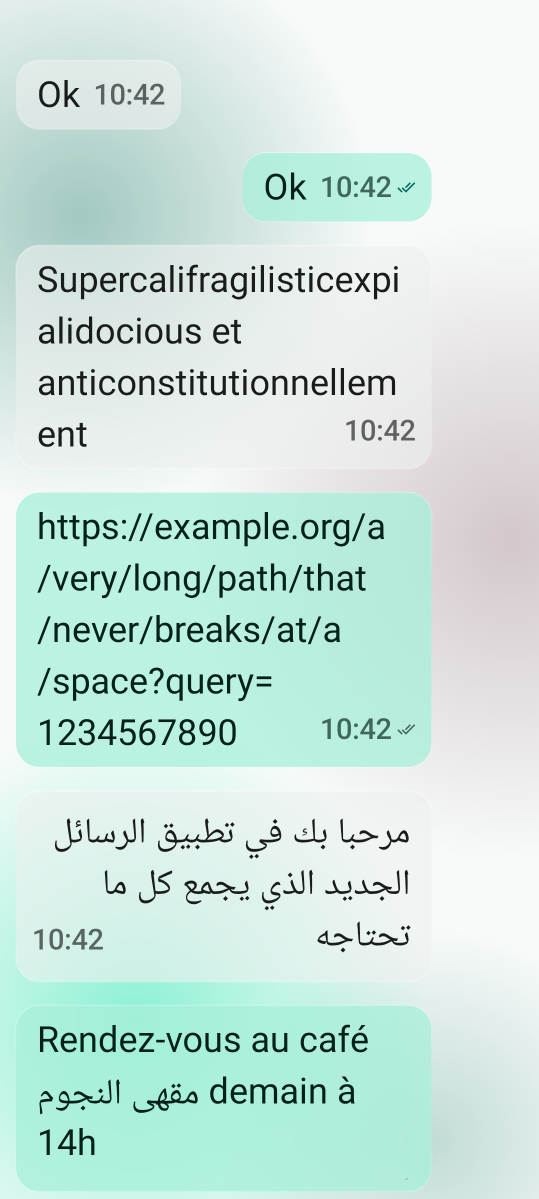 Ok 10:42
Ok 10:42
Supercalifragilisticexpi
alidocious et
anticonstitutionnellem
ent 10:42
https://example.org/a
/very/long/path/that
/never/breaks/at/a
/space?query=
1234567890 10:42
مرحبا بك في تطبيق الرسائل
الجديد الذي يجمع كل ما
تحتاجه 10:42
Rendez-vous au café
مقهى النجوم demain à
14h